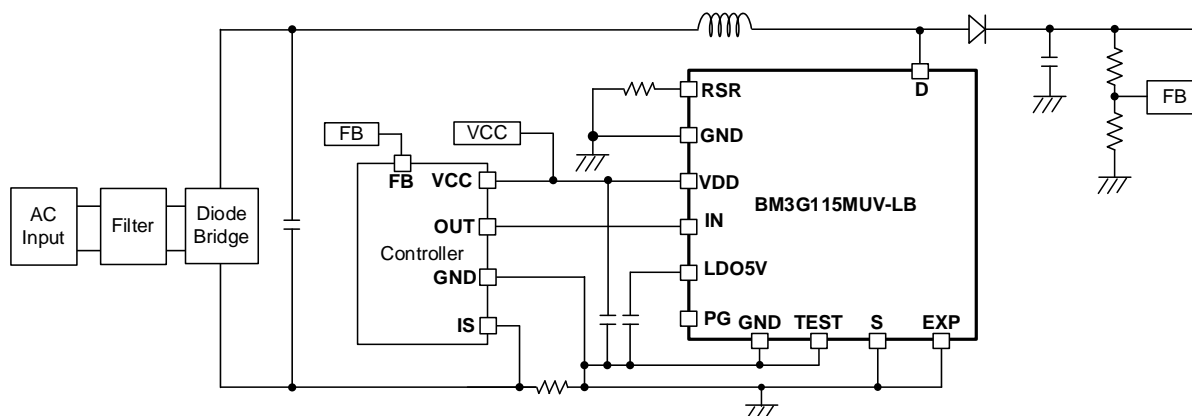 D
RSR
FB
FB
VCC
GND
FB
VCC
VDD
BM3G115MUV-LB
AC
Input
Filter
Diode
Bridge
OUT
IN
Controller
GND
LDO5V
IS
PG
GND
TEST
S
EXP